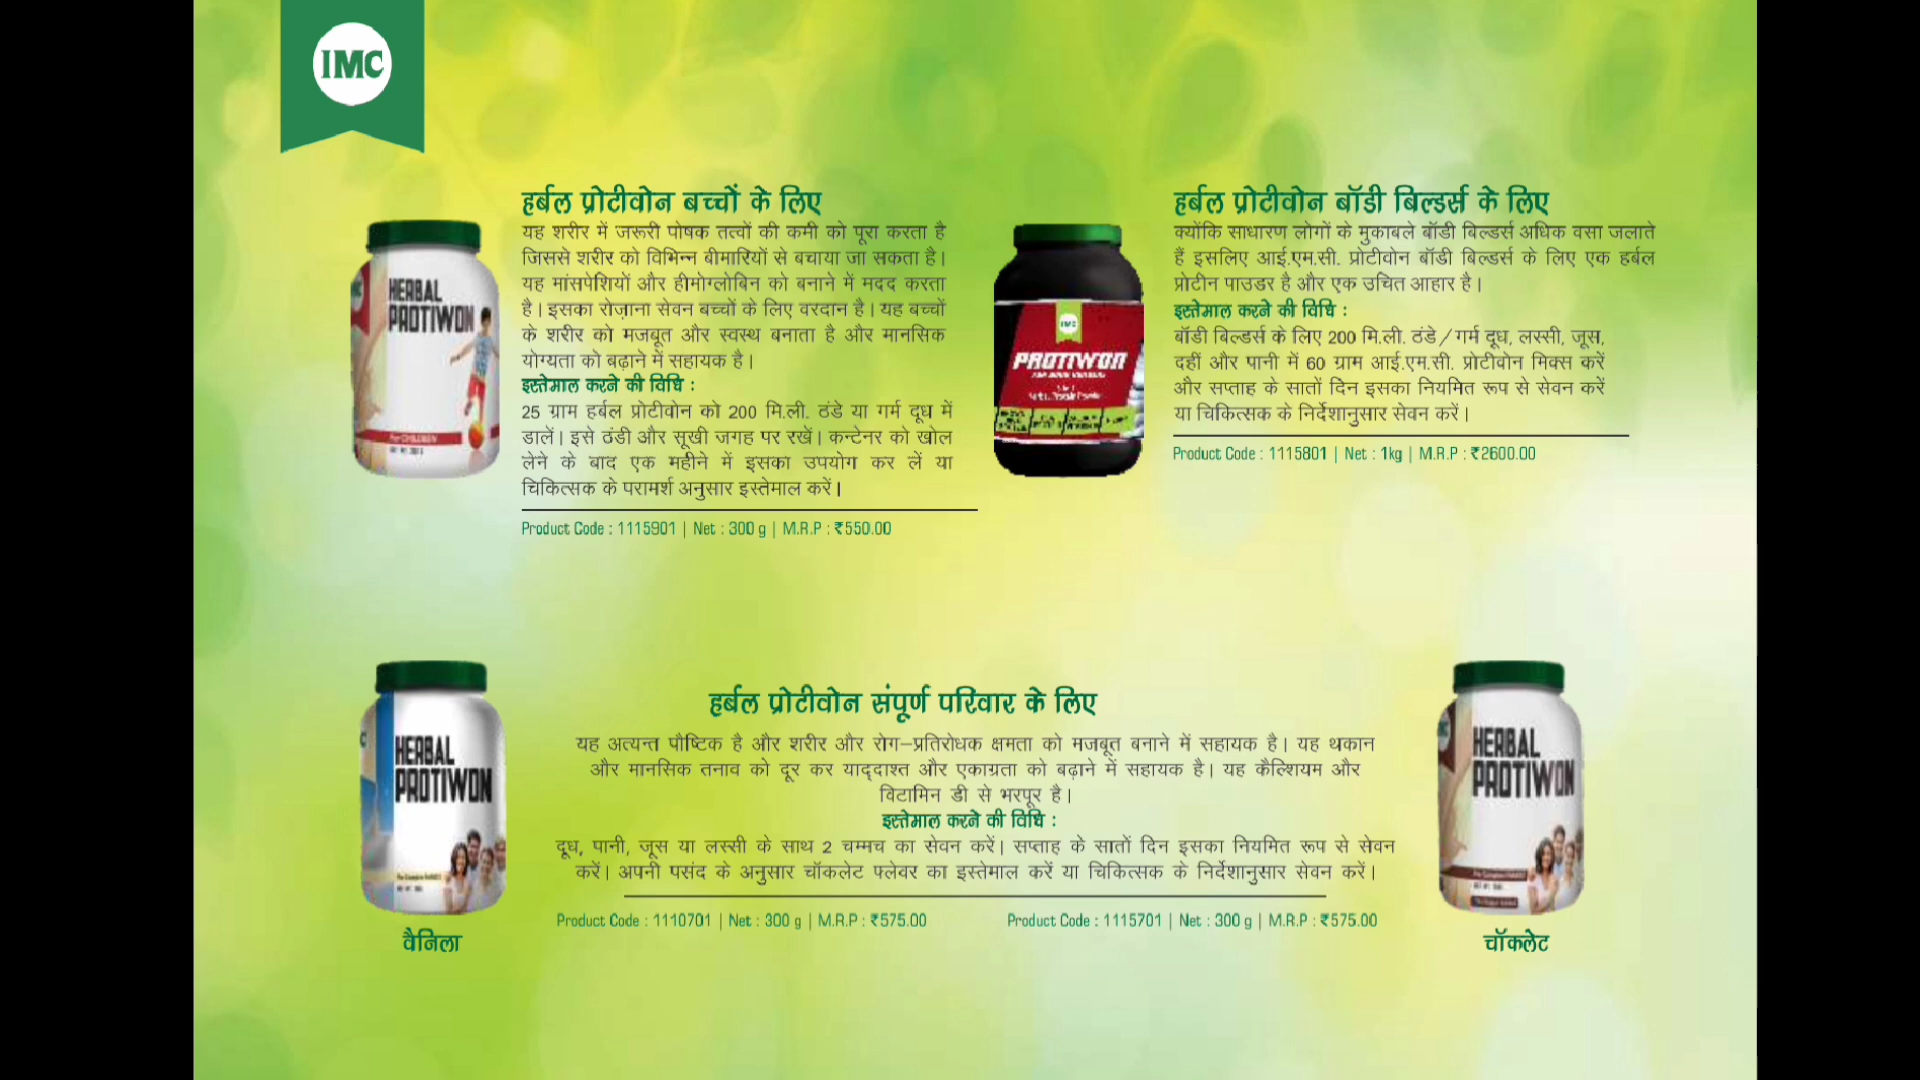 IMC
हर्बल प्रोटीवोन बच्चों के लिए
यह शरीर में जरूरी पोषक तत्वों की कमी को पूरा करता है
जिससे शरीर को विभिन्न बीमारियों से बचाया जा सकता है।
यह मांसपेशियों और हीमोग्लोबिन को बनाने में मदद करता
है। इसका रोज़ाना सेवन बच्चों के लिए वरदान है। यह बच्चों
के शरीर को मजबूत और स्वस्थ बनाता है और मानसिक
योग्यता को बढ़ाने में सहायक है।
इस्तेमाल करने की विधि :
25 ग्राम हर्बल प्रोटीवोन को 200 मि.ली. ठंडे या गर्म दूध में
डालें। इसे ठंडी और सूखी जगह पर रखें। कन्टेनर को खोल
लेने के बाद एक महीने में इसका उपयोग कर लें या
चिकित्सक के परामर्श अनुसार इस्तेमाल करें।
Product Code : 1115901 | Net : 300 g | M.R.P : ₹550.00
HERBAL
PROTIWON
For CHILDREN
हर्बल प्रोटीवोन बॉडी बिल्डर्स के लिए
क्योंकि साधारण लोगों के मुकाबले बॉडी बिल्डर्स अधिक वसा जलाते
हैं इसलिए आई.एम.सी. प्रोटीवोन बॉडी बिल्डर्स के लिए एक हर्बल
प्रोटीन पाउडर है और एक उचित आहार है।
इस्तेमाल करने की विधि :
बॉडी बिल्डर्स के लिए 200 मि.ली. ठंडे/गर्म दूध, लस्सी, जूस,
दहीं और पानी में 60 ग्राम आई.एम.सी. प्रोटीवोन मिक्स करें
और सप्ताह के सातों दिन इसका नियमित रूप से सेवन करें
या चिकित्सक के निर्देशानुसार सेवन करें।
Product Code : 1115801 | Net : 1kg | M.R.P : ₹2600.00
IMC
PROTIWON
हर्बल प्रोटीवोन संपूर्ण परिवार के लिए
यह अत्यन्त पौष्टिक है और शरीर और रोग–प्रतिरोधक क्षमता को मजबूत बनाने में सहायक है। यह थकान
और मानसिक तनाव को दूर कर याद्दाश्त और एकाग्रता को बढ़ाने में सहायक है। यह कैल्शियम और
विटामिन डी से भरपूर है।
इस्तेमाल करने की विधि :
दूध, पानी, जूस या लस्सी के साथ 2 चम्मच का सेवन करें। सप्ताह के सातों दिन इसका नियमित रूप से सेवन
करें। अपनी पसंद के अनुसार चॉकलेट फ्लेवर का इस्तेमाल करें या चिकित्सक के निर्देशानुसार सेवन करें।
Product Code : 1110701 | Net : 300 g | M.R.P : ₹575.00
Product Code : 1115701 | Net : 300 g | M.R.P : ₹575.00
HERBAL
PROTIWON
वैनिला
IMC
HERBAL
PROTIWON
चॉकलेट